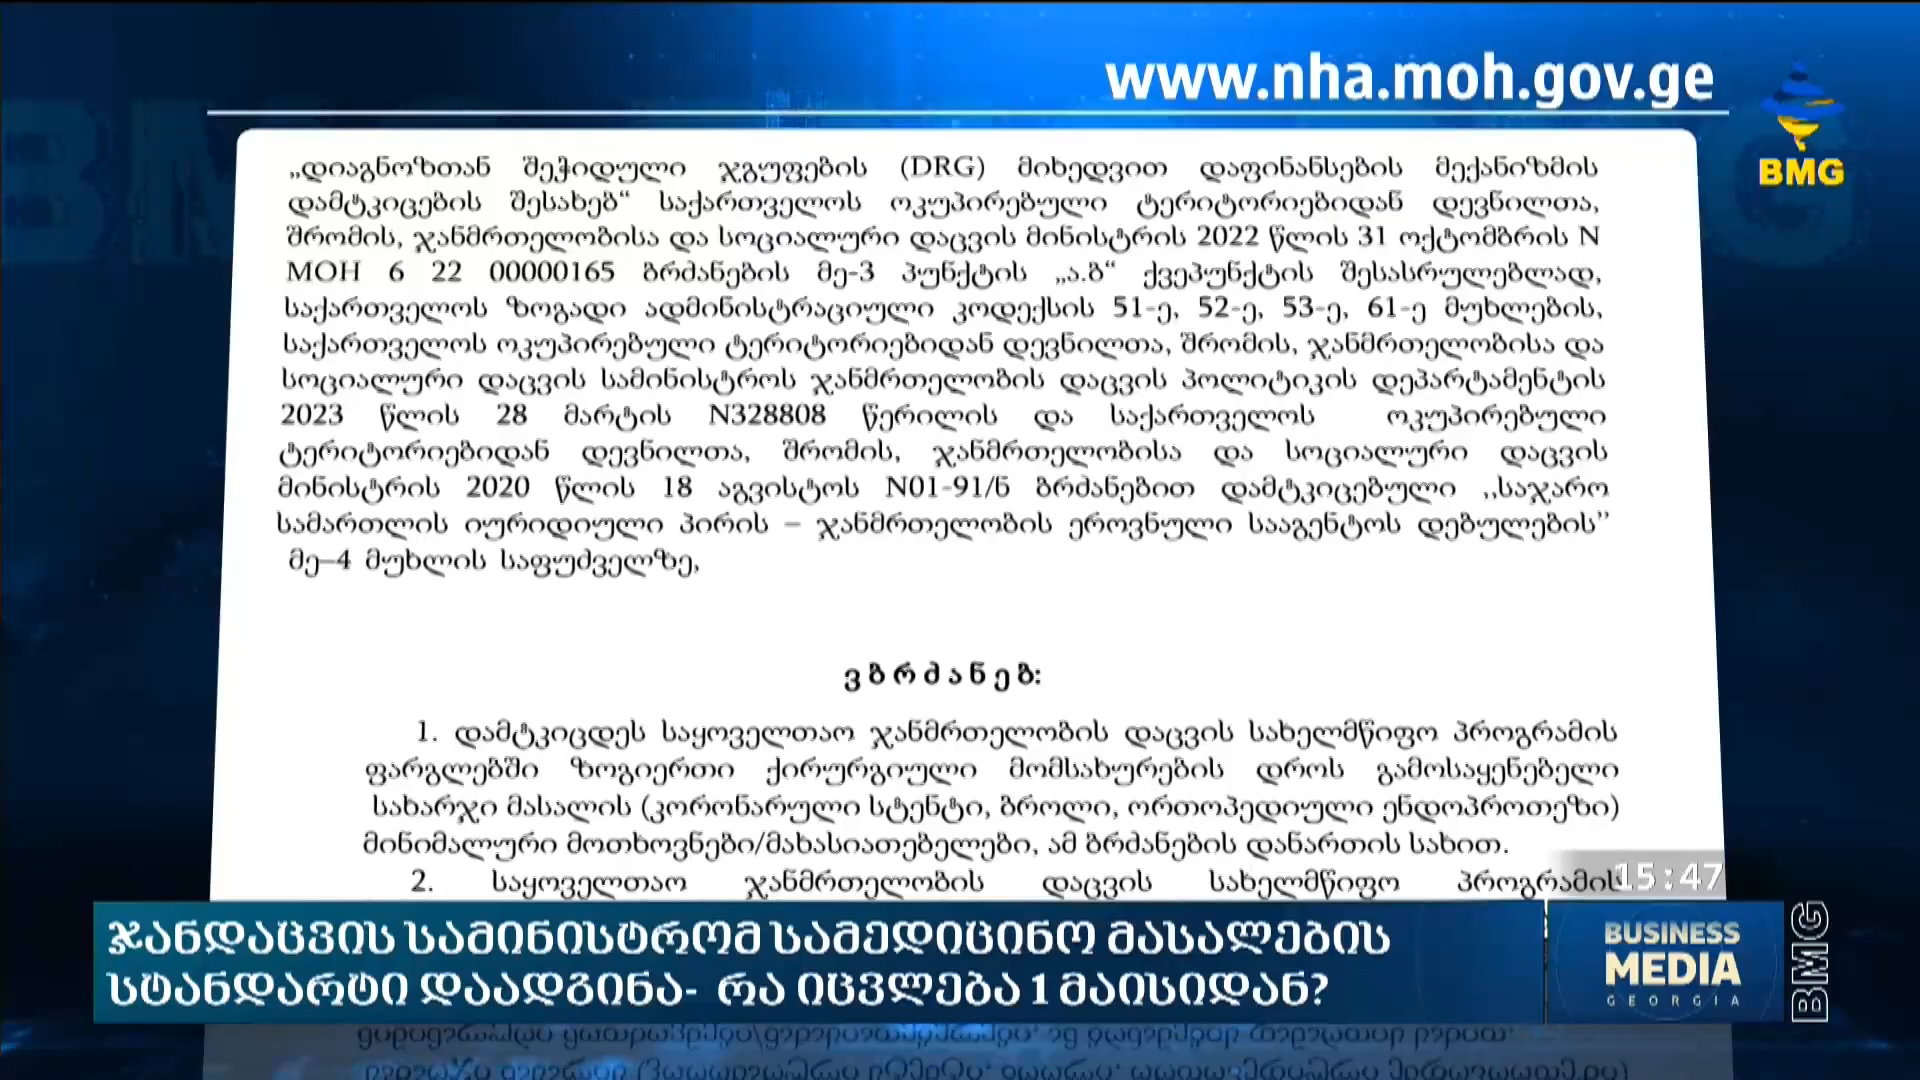 www.nha.moh.gov.ge
BMG
„დიაგნოზთან შეჭიდული ჯგუფების (DRG) მიხედვით დაფინანსების მექანიზმის
დამტკიცების შესახებ“ საქართველოს ოკუპირებული ტერიტორიებიდან დევნილთა,
შრომის, ჯანმრთელობისა და სოციალური დაცვის მინისტრის 2022 წლის 31 ოქტომბრის N
MOH 6 22 00000165 ბრძანების მე-3 პუნქტის „ა.ბ“ ქვეპუნქტის შესასრულებლად,
საქართველოს ზოგადი ადმინისტრაციული კოდექსის 51-ე, 52-ე, 53-ე, 61-ე მუხლების,
საქართველოს ოკუპირებული ტერიტორიებიდან დევნილთა, შრომის, ჯანმრთელობისა და
სოციალური დაცვის სამინისტროს ჯანმრთელობის დაცვის პოლიტიკის დეპარტამენტის
2023 წლის 28 მარტის N328808 წერილის და საქართველოს ოკუპირებული
ტერიტორიებიდან დევნილთა, შრომის, ჯანმრთელობისა და სოციალური დაცვის
მინისტრის 2020 წლის 18 აგვისტოს N01-91/ნ ბრძანებით დამტკიცებული ,,საჯარო
სამართლის იურიდიული პირის – ჯანმრთელობის ეროვნული სააგენტოს დებულების”
მე–4 მუხლის საფუძველზე,
ვ ბ რ ძ ა ნ ე ბ:
1. დამტკიცდეს საყოველთაო ჯანმრთელობის დაცვის სახელმწიფო პროგრამის
ფარგლებში ზოგიერთი ქირურგიული მომსახურების დროს გამოსაყენებელი
სახარჯი მასალის (კორონარული სტენტი, ბროლი, ორთოპედიული ენდოპროთეზი)
მინიმალური მოთხოვნები/მახასიათებელები, ამ ბრძანების დანართის სახით.
2. საყოველთაო ჯანმრთელობის დაცვის სახელმწიფო პროგრამის
15:47
ჯანდაცვის სამინისტრომ სამედიცინო მასალების
სტანდარტი დაადგინა- რა იცვლება 1 მაისიდან?
BUSINESS
MEDIA
GEORGIA
BMG